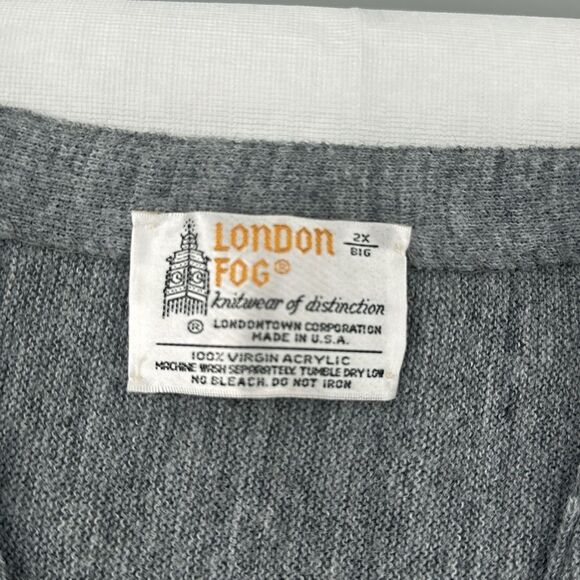 LONDON
FOG®
2X
BIG
knitwear of distinction
® LONDONTOWN CORPORATION
MADE IN U.S.A.
100% VIRGIN ACRYLIC
MACHINE WASH SEPARATELY. TUMBLE DRY LOW
NO BLEACH. DO NOT IRON